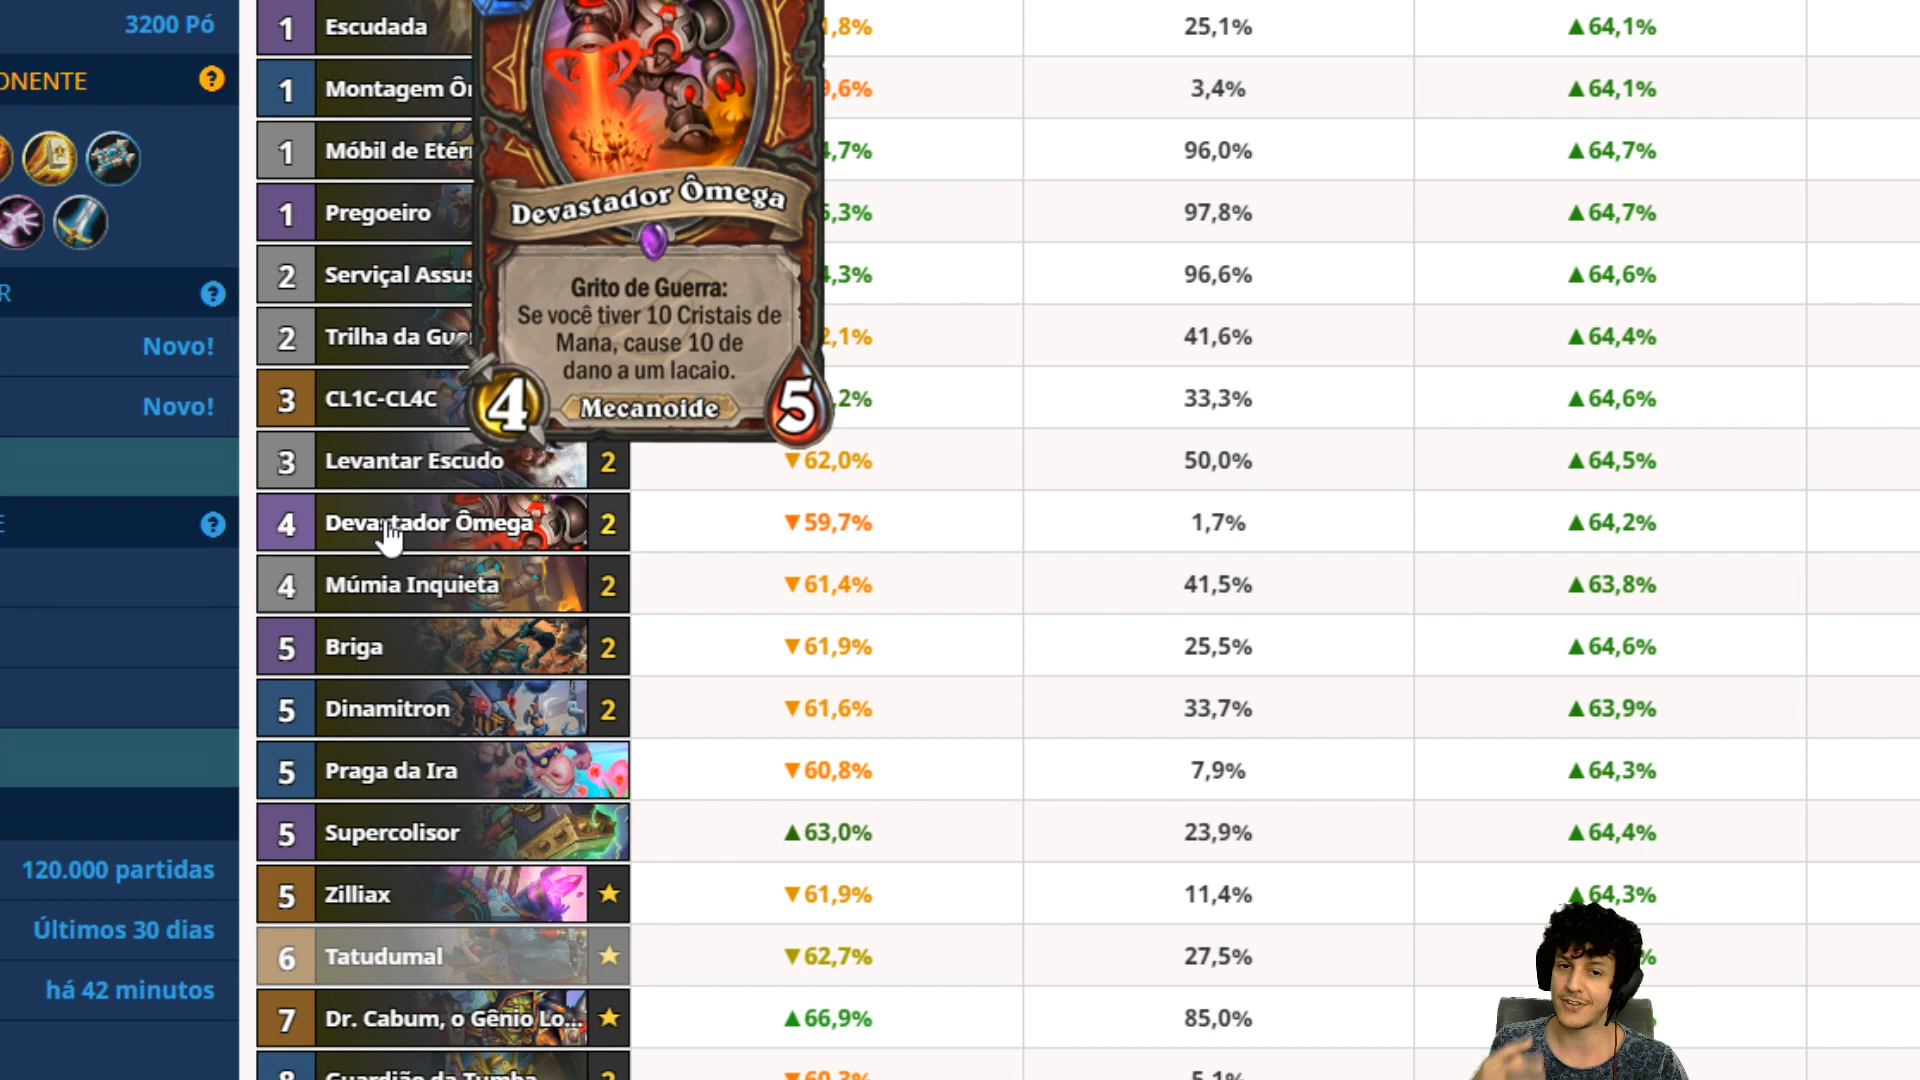 3200 Pó
ONENTE
?
R
?
Novo!
Novo!
E
?
120.000 partidas
Últimos 30 dias
há 42 minutos
1 Escudada 25,1% ▲64,1%
1 3,4% ▲64,1%
1 Móbil de 96,0% ▲64,7%
1 Pregoeiro 97,8% ▲64,7%
2 Serviçal 96,6% ▲64,6%
2 Trilha da 41,6% ▲64,4%
3 CL1C-CL4C 33,3% ▲64,6%
3 Levantar Escudo 2 ▼62,0% 50,0% ▲64,5%
4 Devastador Ômega 2 ▼59,7% 1,7% ▲64,2%
4 Múmia Inquieta 2 ▼61,4% 41,5% ▲63,8%
5 Briga 2 ▼61,9% 25,5% ▲64,6%
5 Dinamitron 2 ▼61,6% 33,7% ▲63,9%
5 Praga da Ira ▼60,8% 7,9% ▲64,3%
5 Supercolisor ▲63,0% 23,9% ▲64,4%
5 Zilliax ★ ▼61,9% 11,4% ▲64,3%
6 Tatudumal ★ ▼62,7% 27,5%
7 Dr. Cabum, o Gênio Lo... ★ ▲66,9% 85,0%
Devastador Ômega
Grito de Guerra:
Se você tiver 10 Cristais de
Mana, cause 10 de
dano a um lacaio.
4 Mecanoide 5